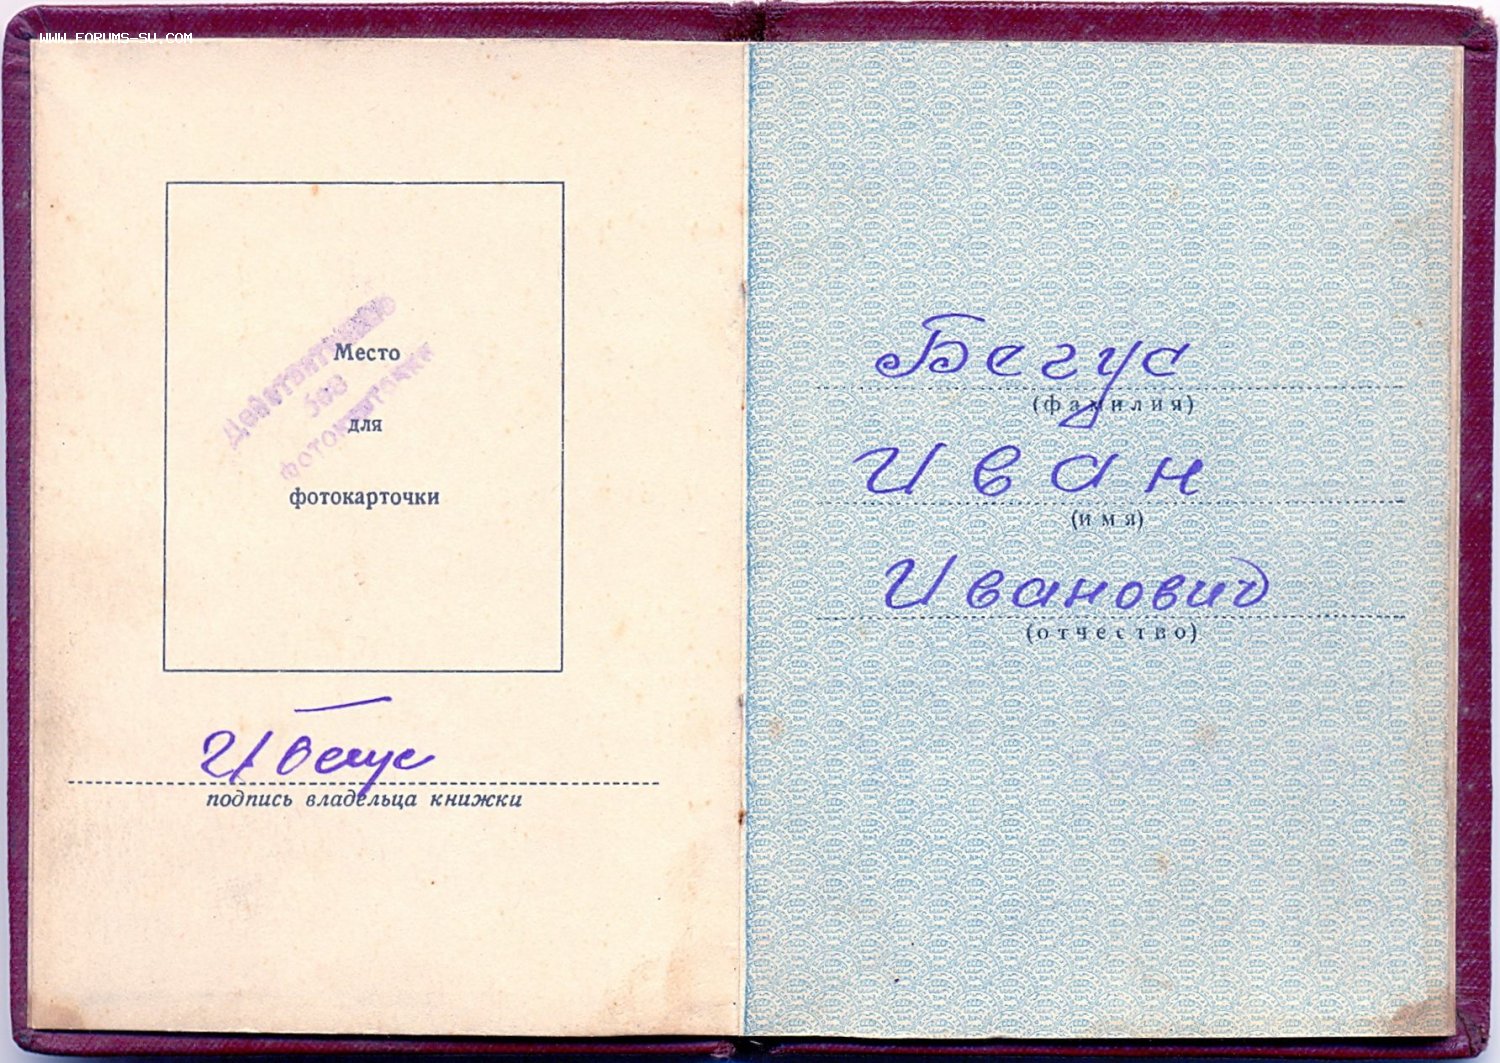 WWW.FORUMS-SU.COM
Место
для
фотокарточки
Действительно
без
фотокарточки
И Бегус
подпись владельца книжки
Бегус
(фамилия)
Иван
(имя)
Иванович
(отчество)